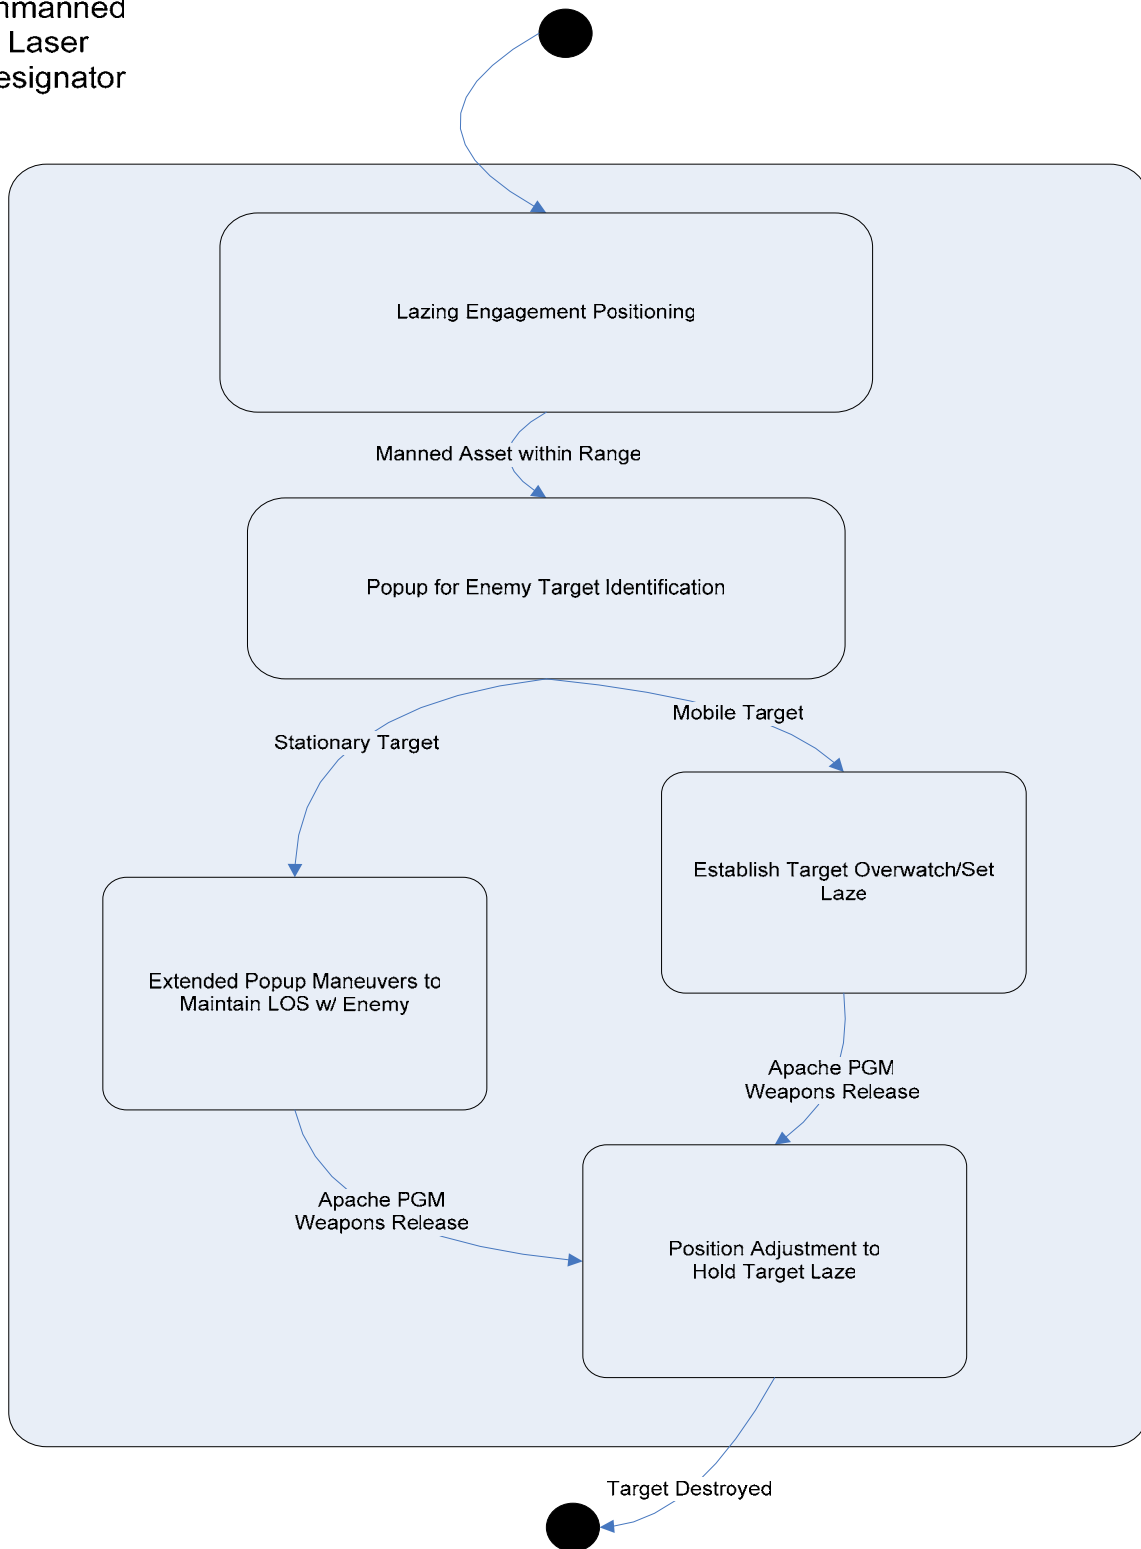 nmanned
Laser
esignator
Lazing Engagement Positioning
Manned Asset within Range
Popup for Enemy Target Identification
Mobile Target
Stationary Target
Establish Target Overwatch/Set
Laze
Extended Popup Maneuvers to
Maintain LOS w/ Enemy
Apache PGM
Weapons Release
Apache PGM
Weapons Release
Position Adjustment to
Hold Target Laze
Target Destroyed